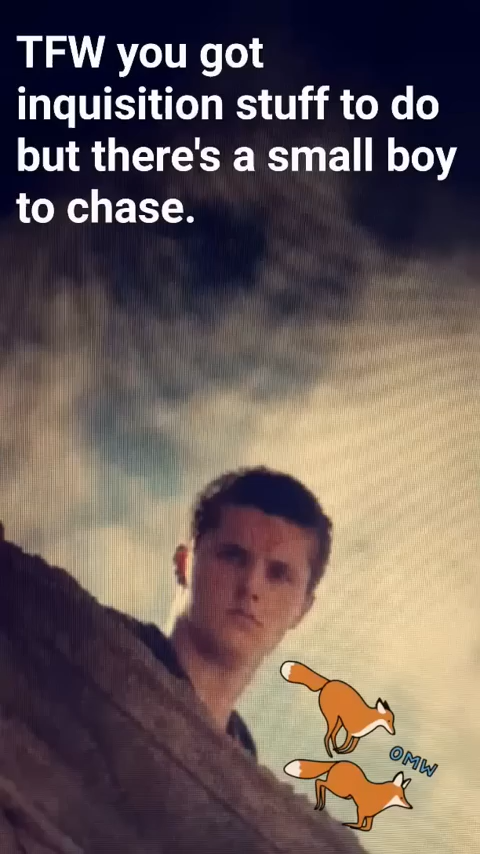 TFW you got
inquisition stuff to do
but there's a small boy
to chase.
OMW